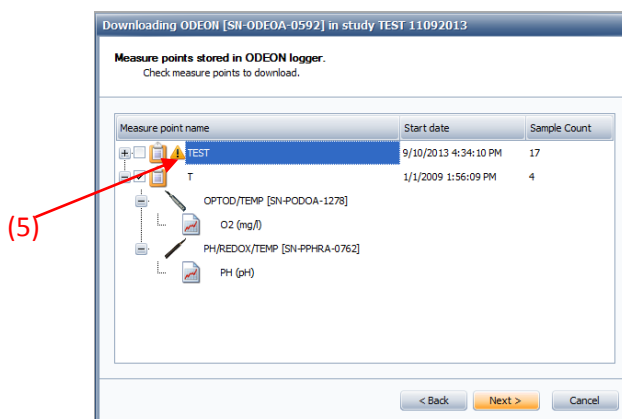 Downloading ODEON [SN-ODEOA-0592] in study TEST 11092013
Measure points stored in ODEON logger.
Check measure points to download.
Measure point name Start date Sample Count
TEST 9/10/2013 4:34:10 PM 17
T 1/1/2009 1:56:09 PM 4
OPTOD/TEMP [SN-PODOA-1278]
(5)
O2 (mg/l)
PH/REDOX/TEMP [SN-PPHRA-0762]
PH (pH)
< Back Next > Cancel